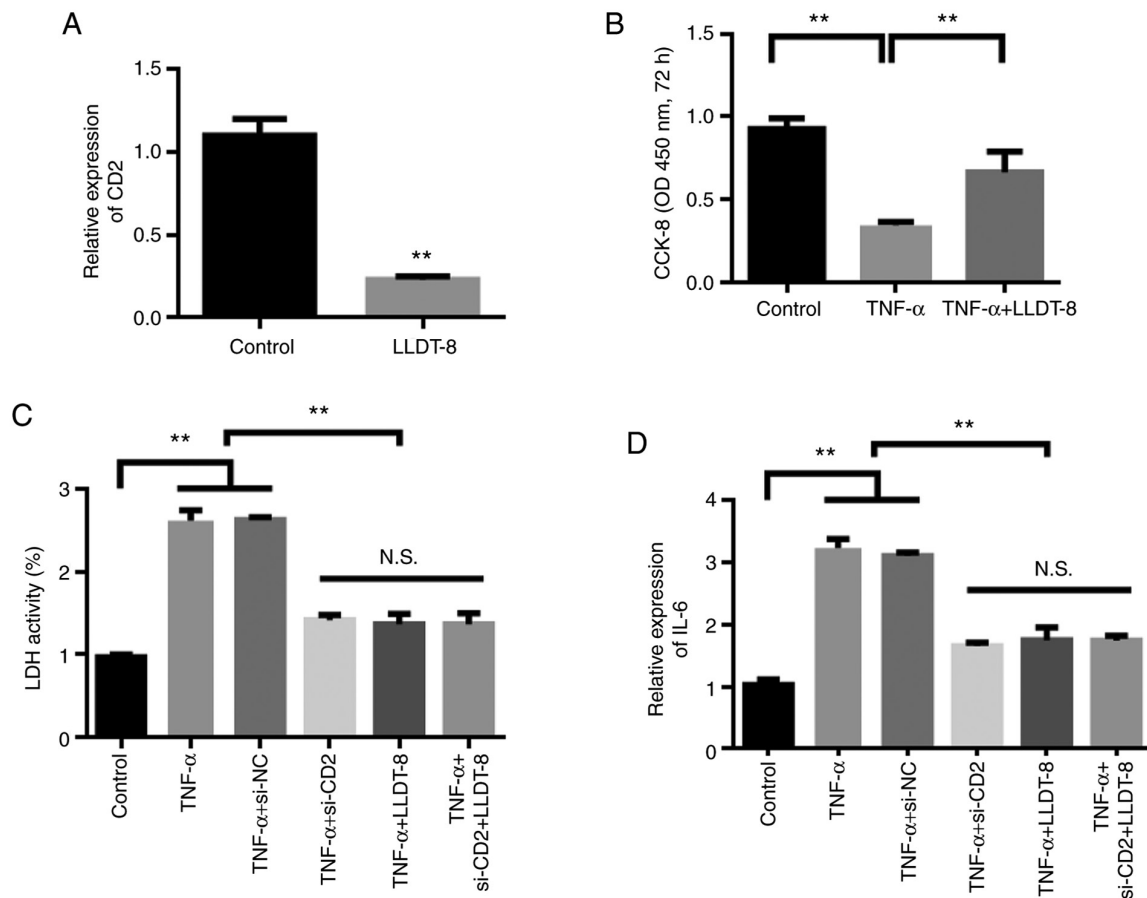 A
Relative expression
of CD2
1.5
1.0
0.5
0.0
**
Control
LLDT-8
B
CCK-8 (OD 450 nm, 72 h)
1.5
1.0
0.5
0.0
**
**
Control
TNF-α
TNF-α+LLDT-8
C
LDH activity (%)
3
2
1
0
**
**
N.S.
Control
TNF-α
TNF-α+si-NC
TNF-α+si-CD2
TNF-α+LLDT-8
TNF-α+
si-CD2+LLDT-8
D
Relative expression
of IL-6
4
3
2
1
0
**
**
N.S.
Control
TNF-α
TNF-α+si-NC
TNF-α+si-CD2
TNF-α+LLDT-8
TNF-α+
si-CD2+LLDT-8